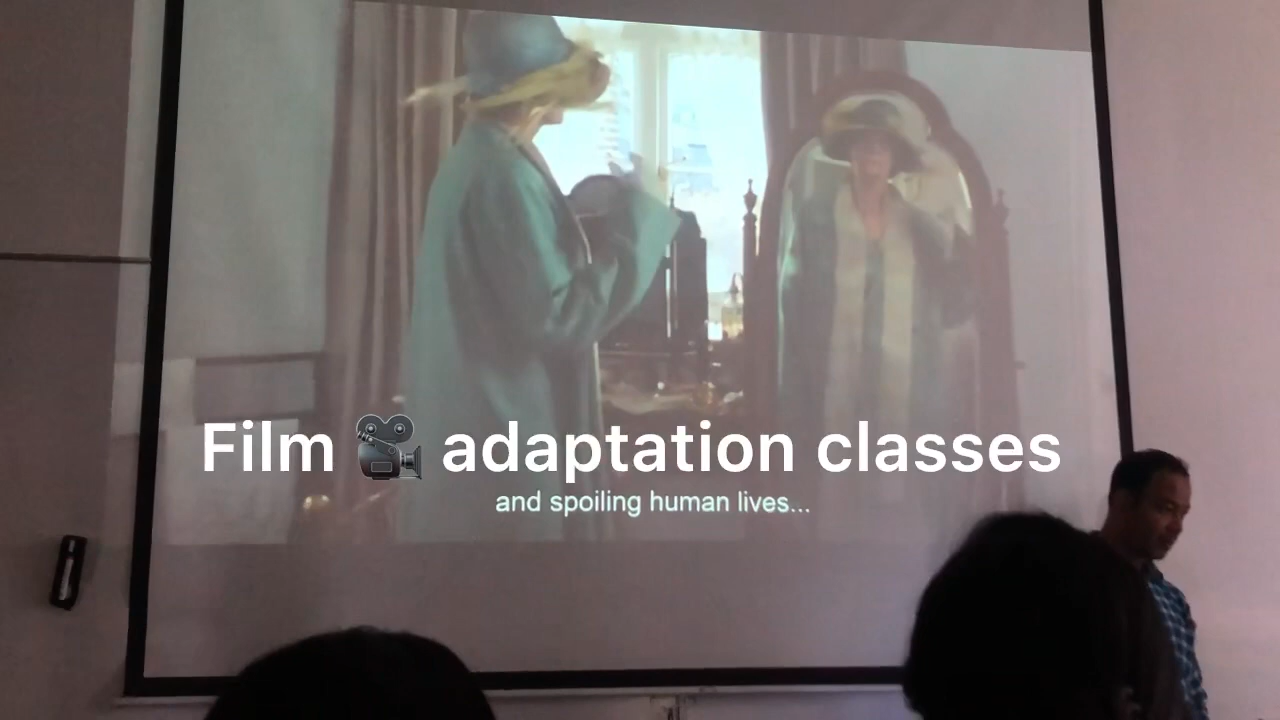 Film 🎥 adaptation classes
and spoiling human lives...